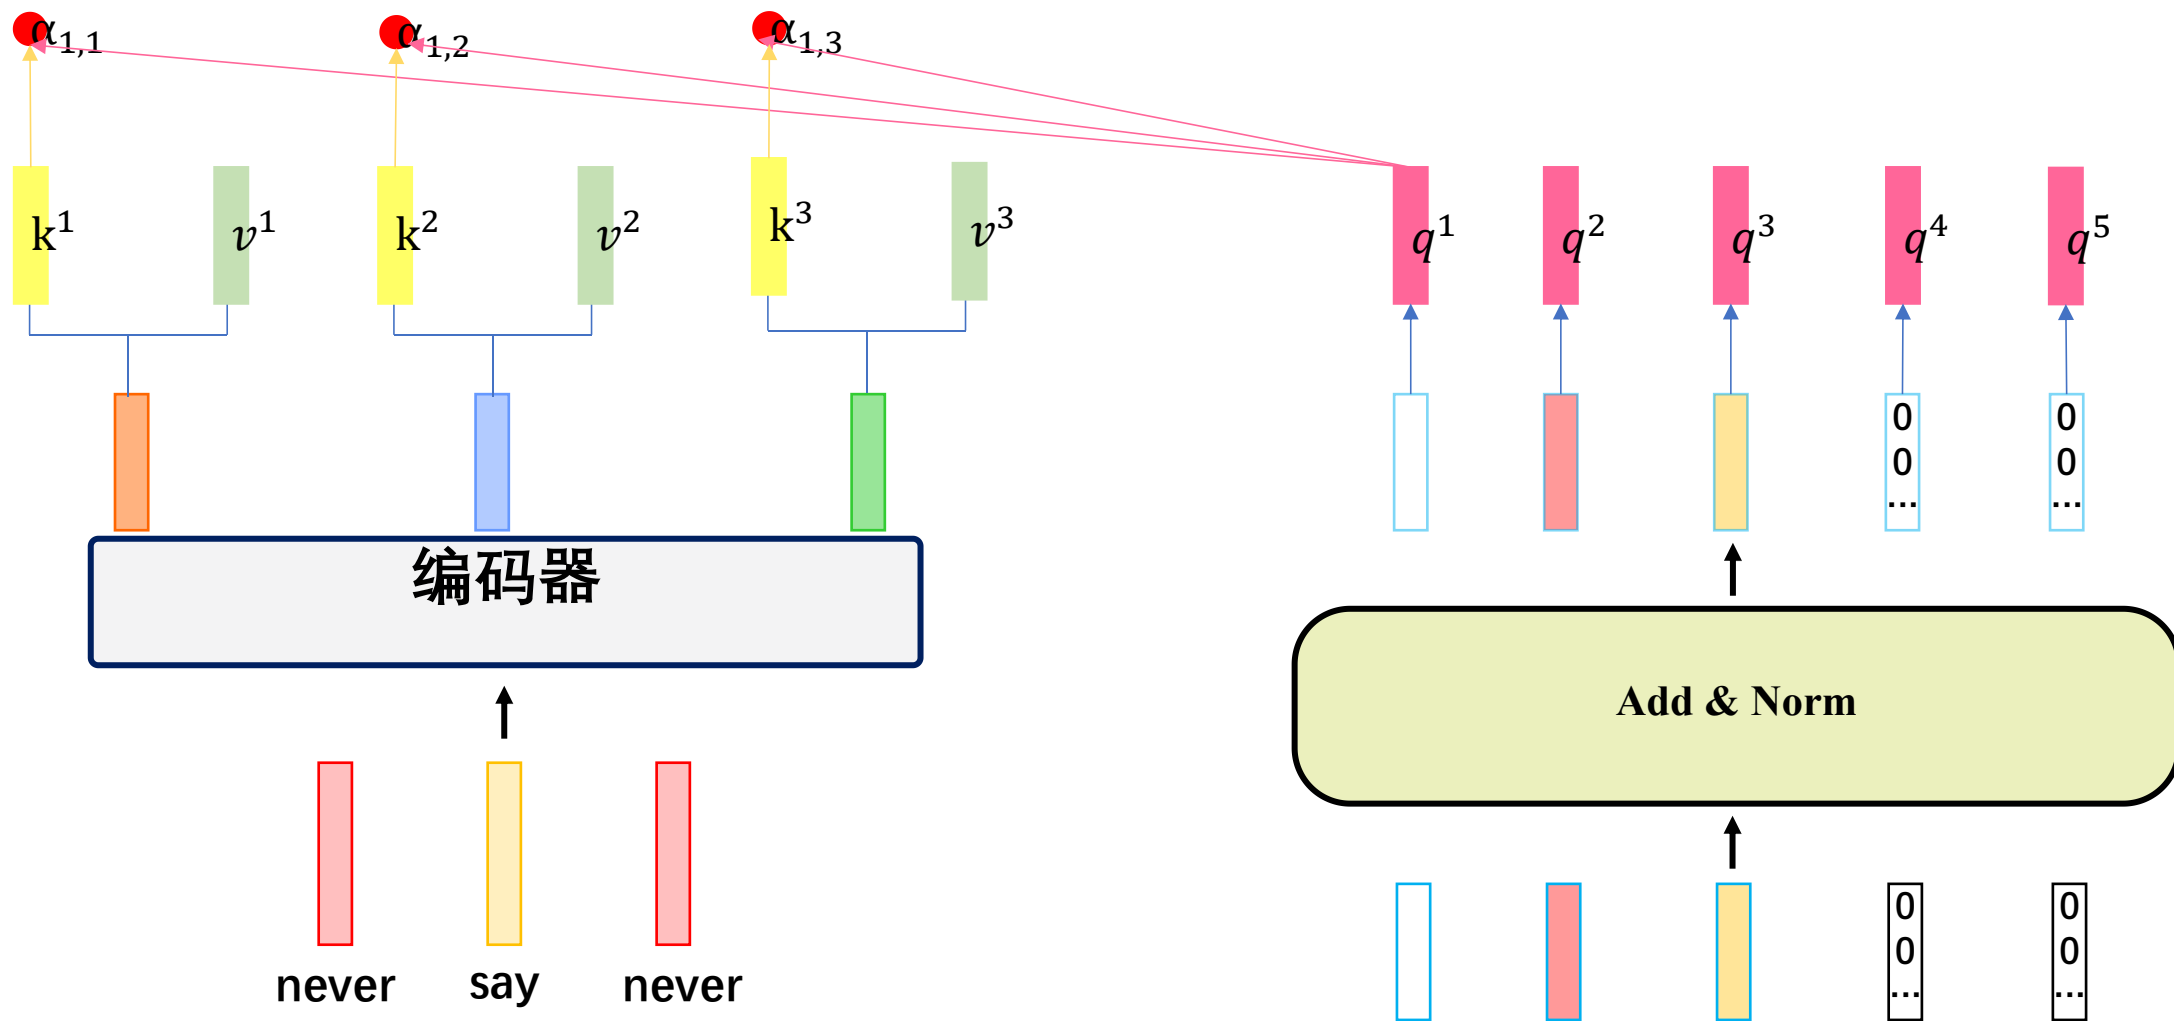 α₁,₁ α₁,₂ α₁,₃
k¹ v¹ k² v² k³ v³ q¹ q² q³ q⁴ q⁵
0 0
0 0
... ...
编码器
Add & Norm
0 0
0 0
... ...
never say never